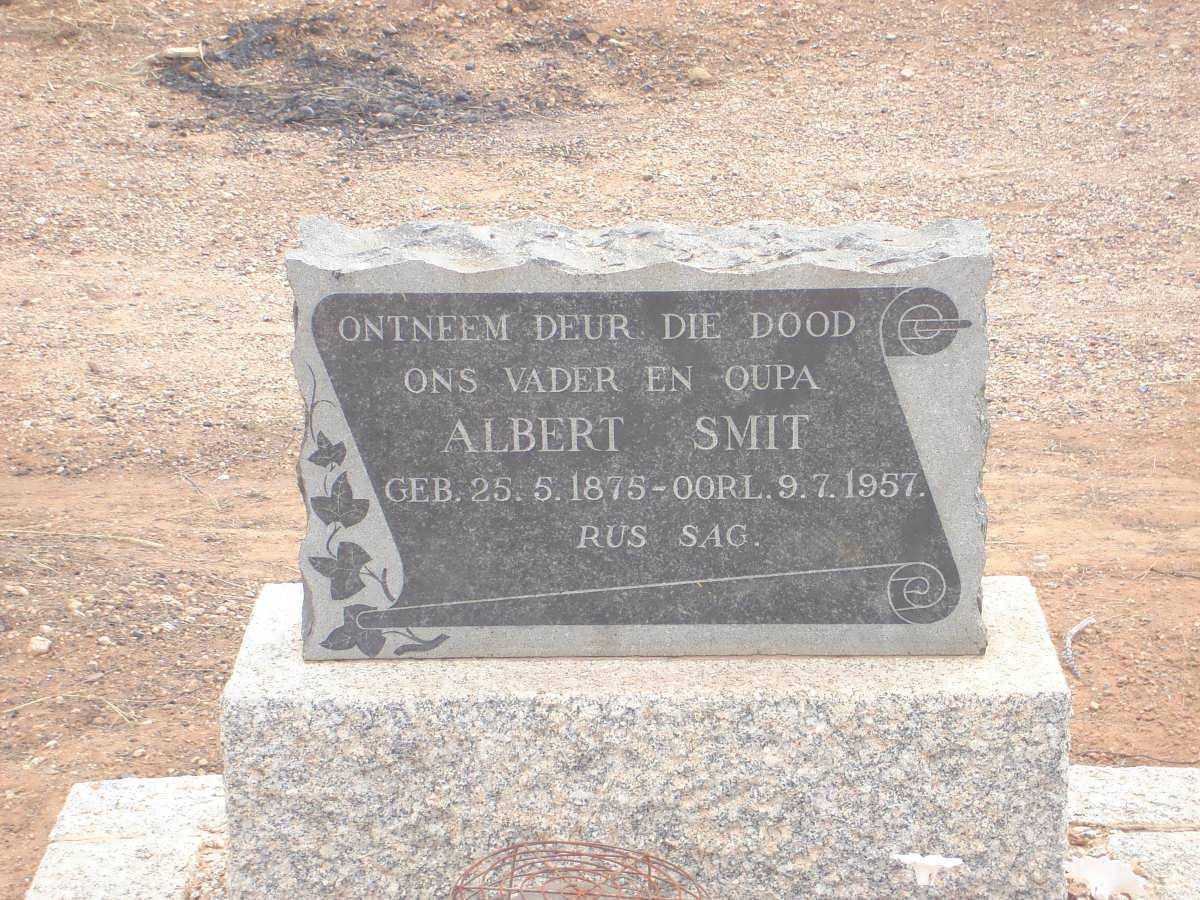 ONTNEEM DEUR DIE DOOD
ONS VADER EN OUPA
ALBERT SMIT
GEB. 25. 5. 1875 - OORL. 9. 7. 1957.
RUS SAG.